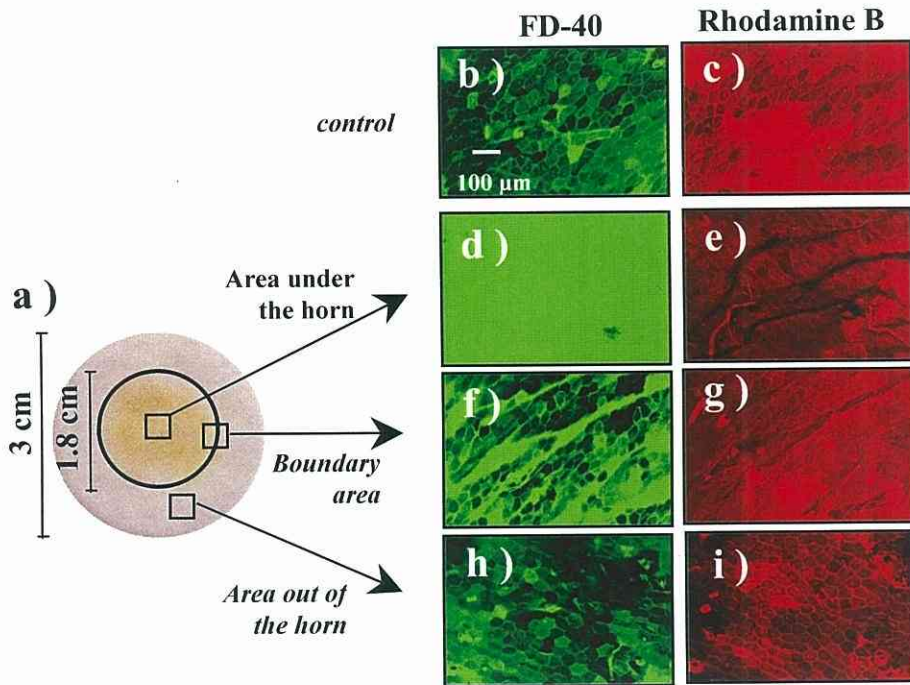 FD-40
Rhodamine B
control
b )
100 µm
c )
d )
e )
a )
Area under
the horn
3 cm
1.8 cm
f )
g )
Boundary
area
h )
i )
Area out of
the horn